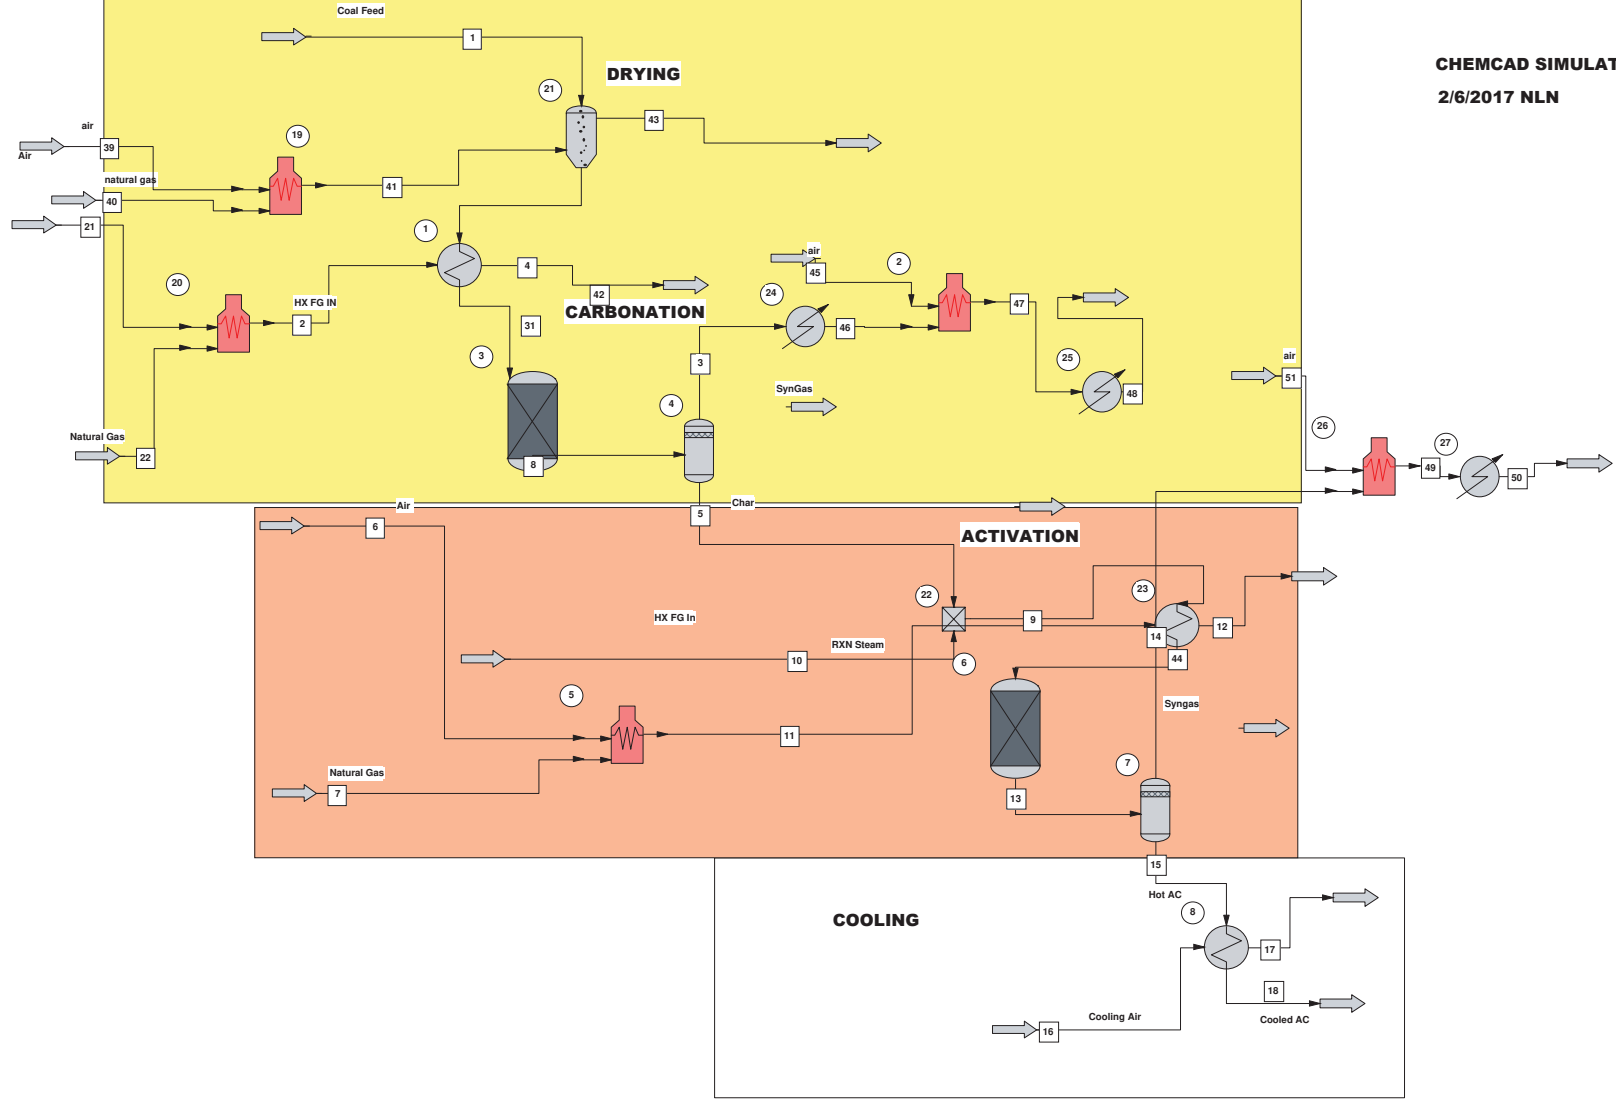 Coal Feed
1
CHEMCAD SIMULAT
DRYING
21
2/6/2017 NLN
43
air
19
39
Air
natural gas
41
40
21
1
air
45
2
4
20
24
42
HX FG IN
2
CARBONATION
31
46
47
3
3
25
air
51
SynGas
48
4
26
Natural Gas
22
8
27
49
50
Air
Char
6
5
ACTIVATION
23
22
HX FG In
9
14
12
RXN Steam
10
6
44
5
Syngas
11
7
Natural Gas
7
13
15
Hot AC
8
COOLING
17
18
Cooling Air
Cooled AC
16